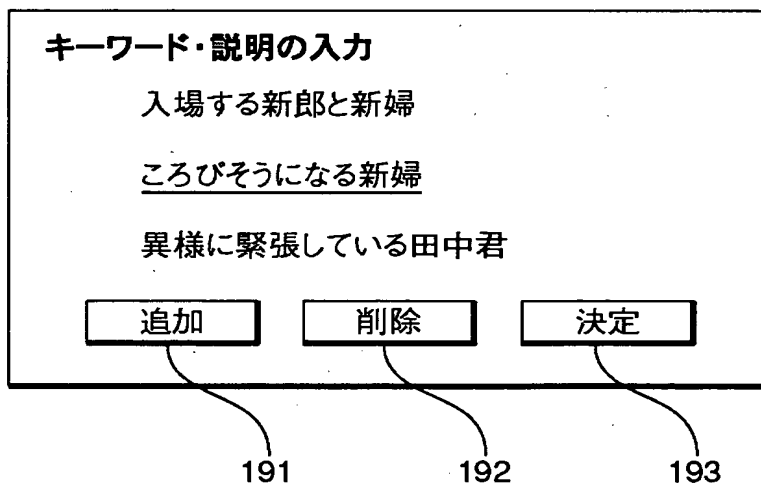 キーワード・説明の入力
入場する新郎と新婦
ころびそうになる新婦
異様に緊張している田中君
追加 削除 決定
191 192 193